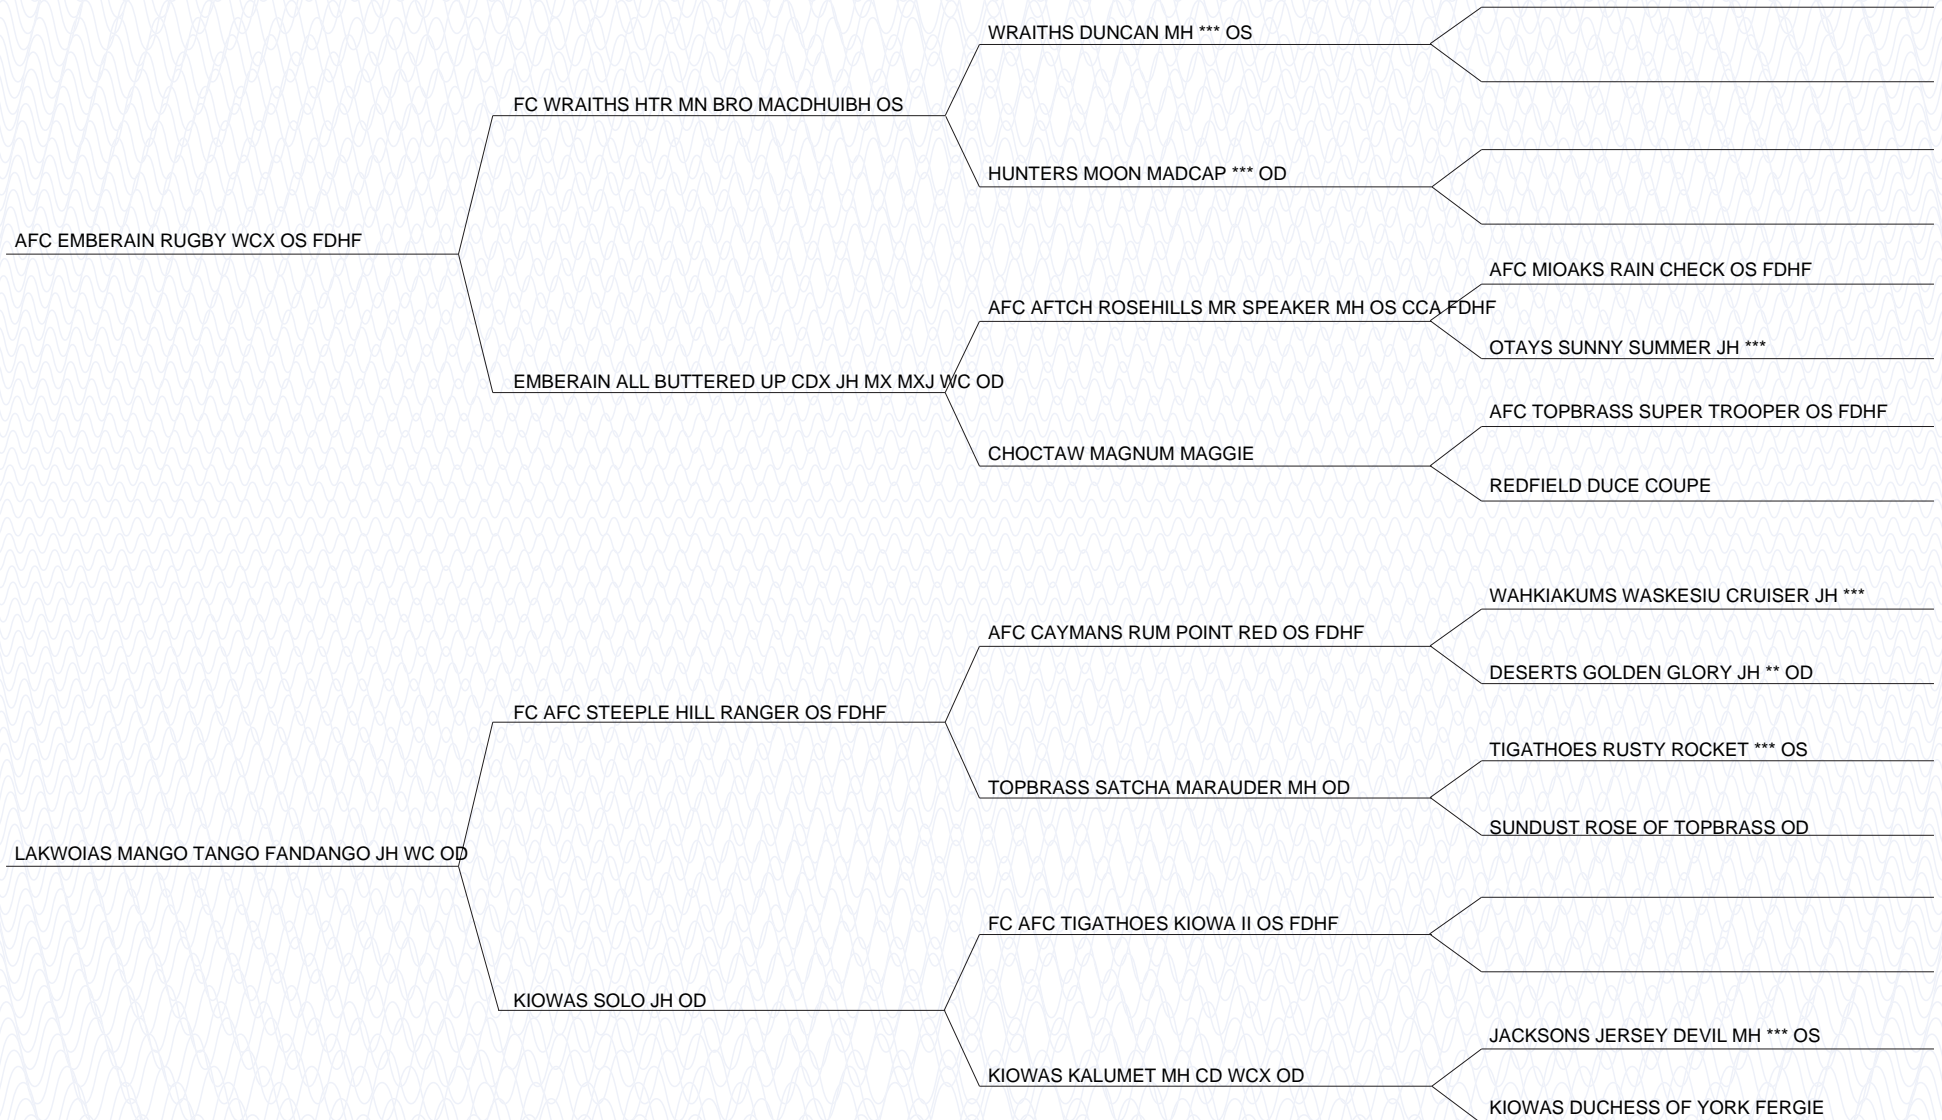 WRAITHS DUNCAN MH *** OS
FC WRAITHS HTR MN BRO MACDHUIBH OS
HUNTERS MOON MADCAP *** OD
AFC EMBERAIN RUGBY WCX OS FDHF
AFC MIOAKS RAIN CHECK OS FDHF
AFC AFTCH ROSEHILLS MR SPEAKER MH OS CCA FDHF
OTAYS SUNNY SUMMER JH ***
EMBERAIN ALL BUTTERED UP CDX JH MX MXJ WC OD
AFC TOPBRASS SUPER TROOPER OS FDHF
CHOCTAW MAGNUM MAGGIE
REDFIELD DUCE COUPE
WAHKIAKUMS WASKESIU CRUISER JH ***
AFC CAYMANS RUM POINT RED OS FDHF
DESERTS GOLDEN GLORY JH ** OD
FC AFC STEEPLE HILL RANGER OS FDHF
TIGATHOES RUSTY ROCKET *** OS
TOPBRASS SATCHA MARAUDER MH OD
SUNDUST ROSE OF TOPBRASS OD
LAKWOIAS MANGO TANGO FANDANGO JH WC OD
FC AFC TIGATHOES KIOWA II OS FDHF
KIOWAS SOLO JH OD
JACKSONS JERSEY DEVIL MH *** OS
KIOWAS KALUMET MH CD WCX OD
KIOWAS DUCHESS OF YORK FERGIE